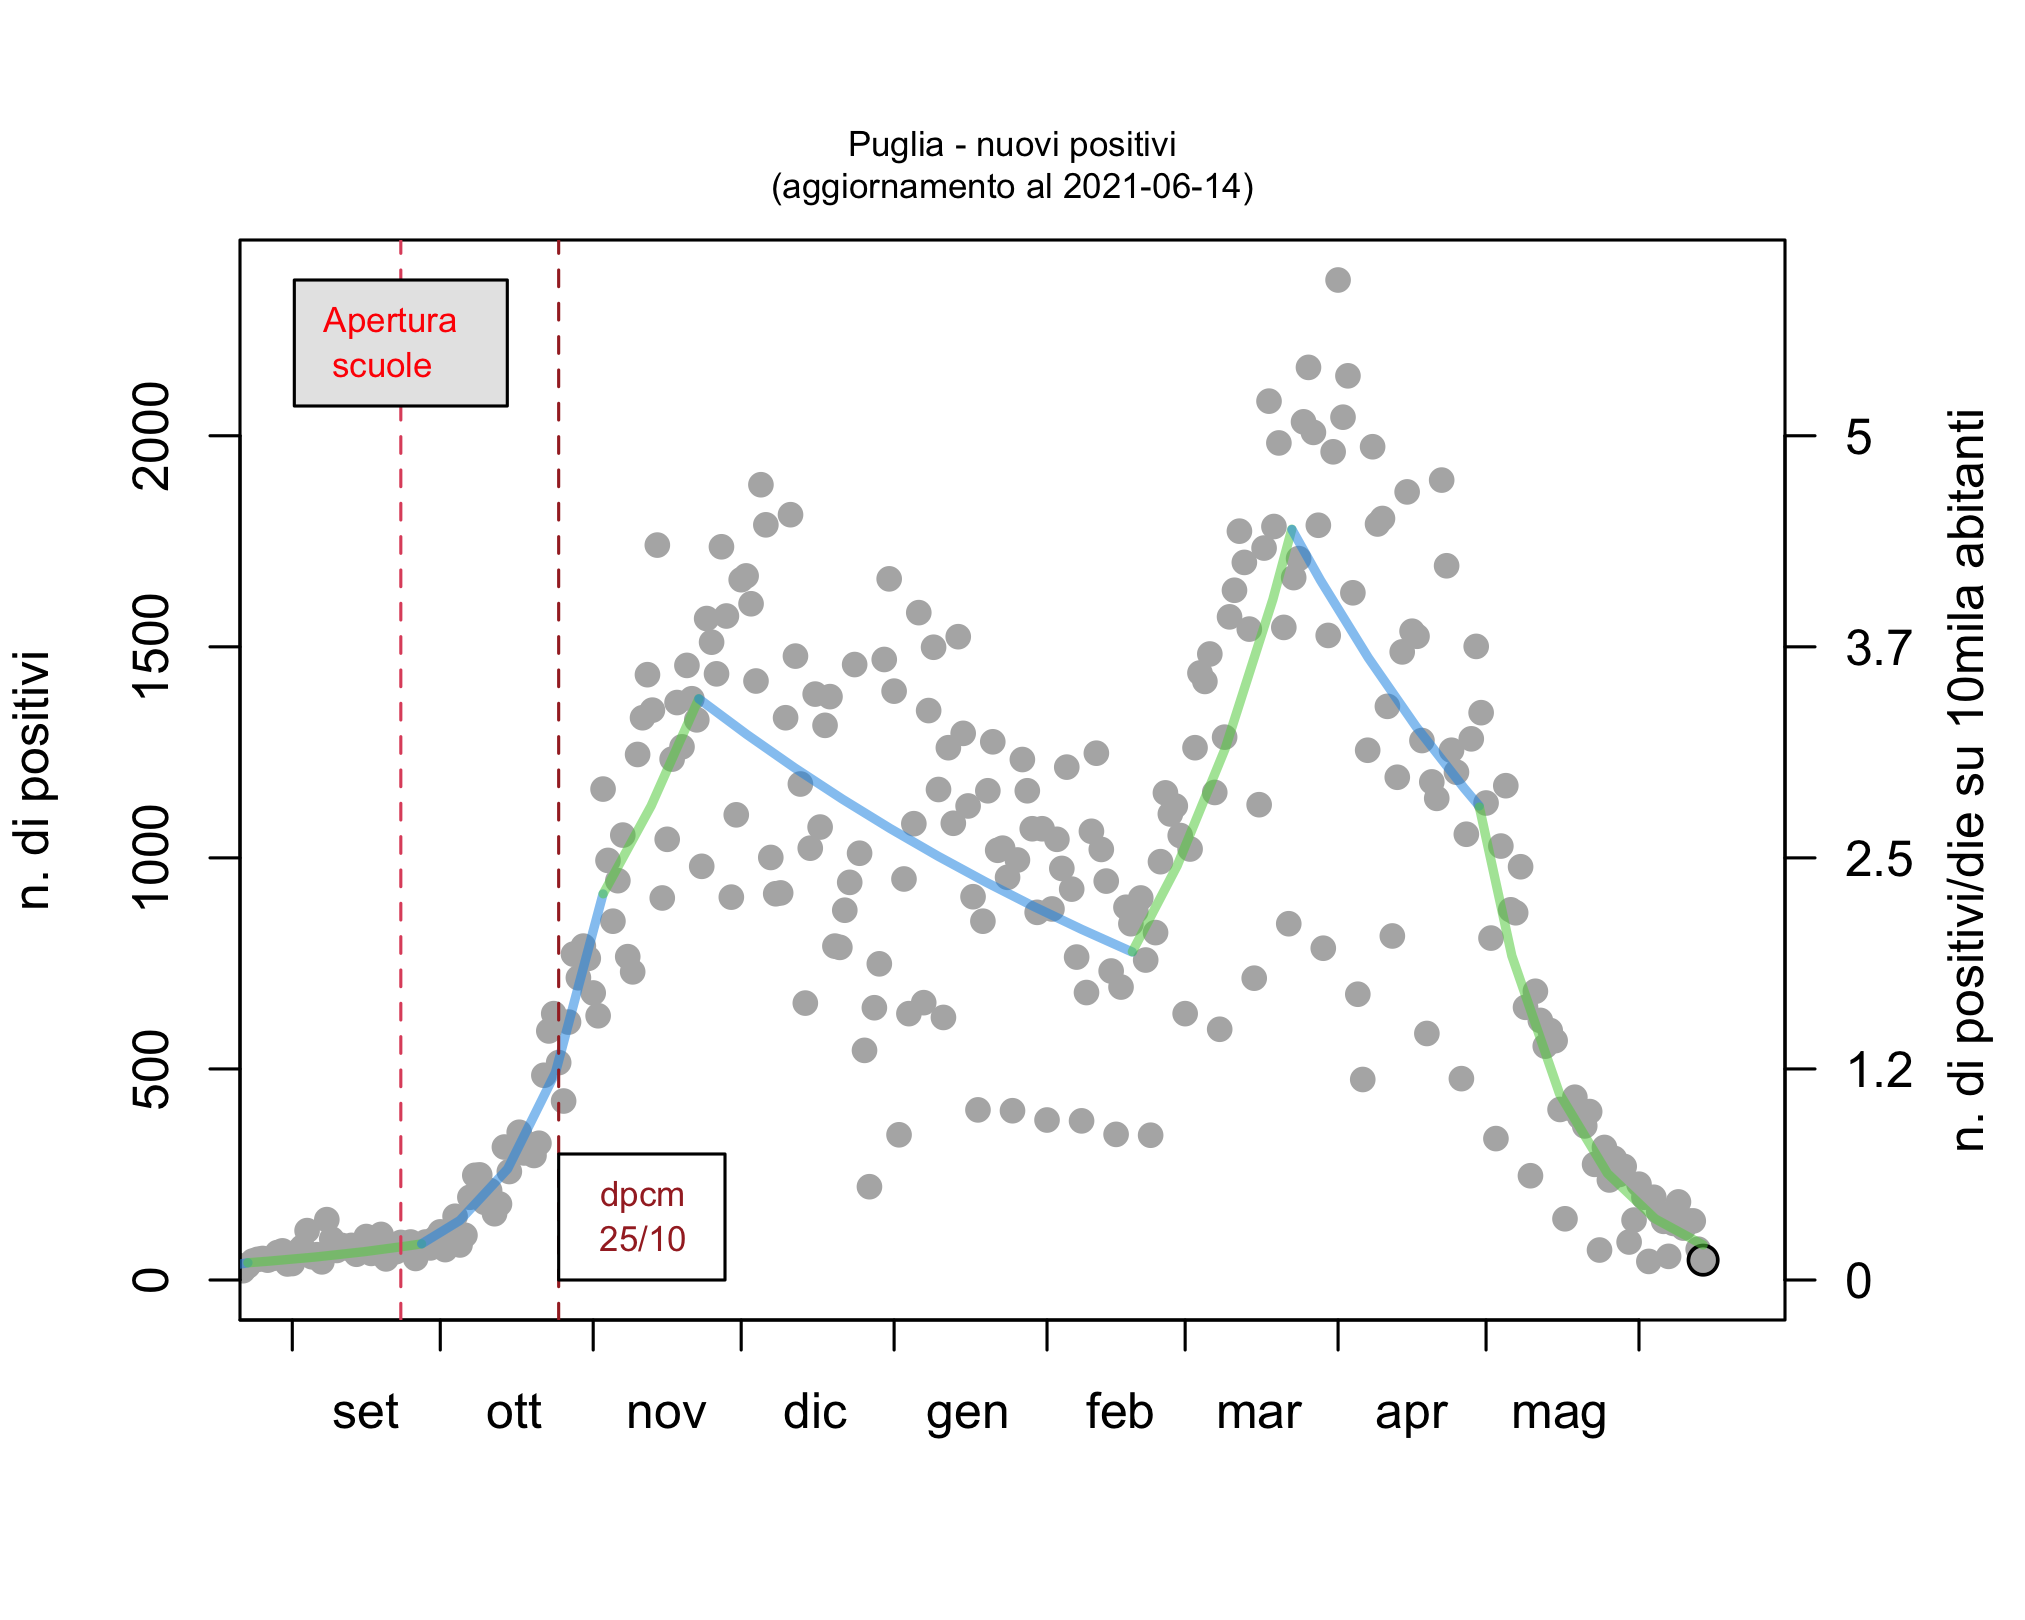 Puglia - nuovi positivi
(aggiornamento al 2021-06-14)
Apertura
scuole
dpcm
25/10
n. di positivi
2000
1500
1000
500
0
5
3.7
2.5
1.2
0
n. di positivi/die su 10mila abitanti
set ott nov dic gen feb mar apr mag